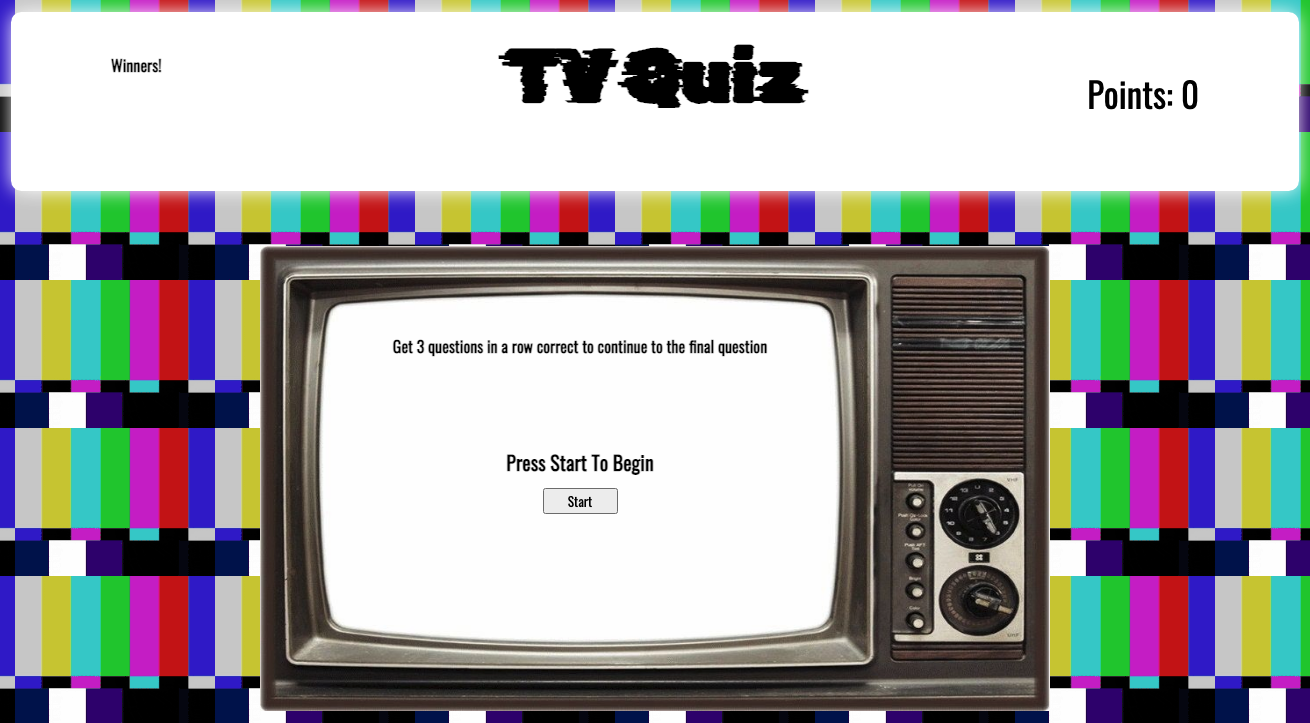 Winners!
TV Quiz
Points: 0
Get 3 questions in a row correct to continue to the final question
Press Start To Begin
Start